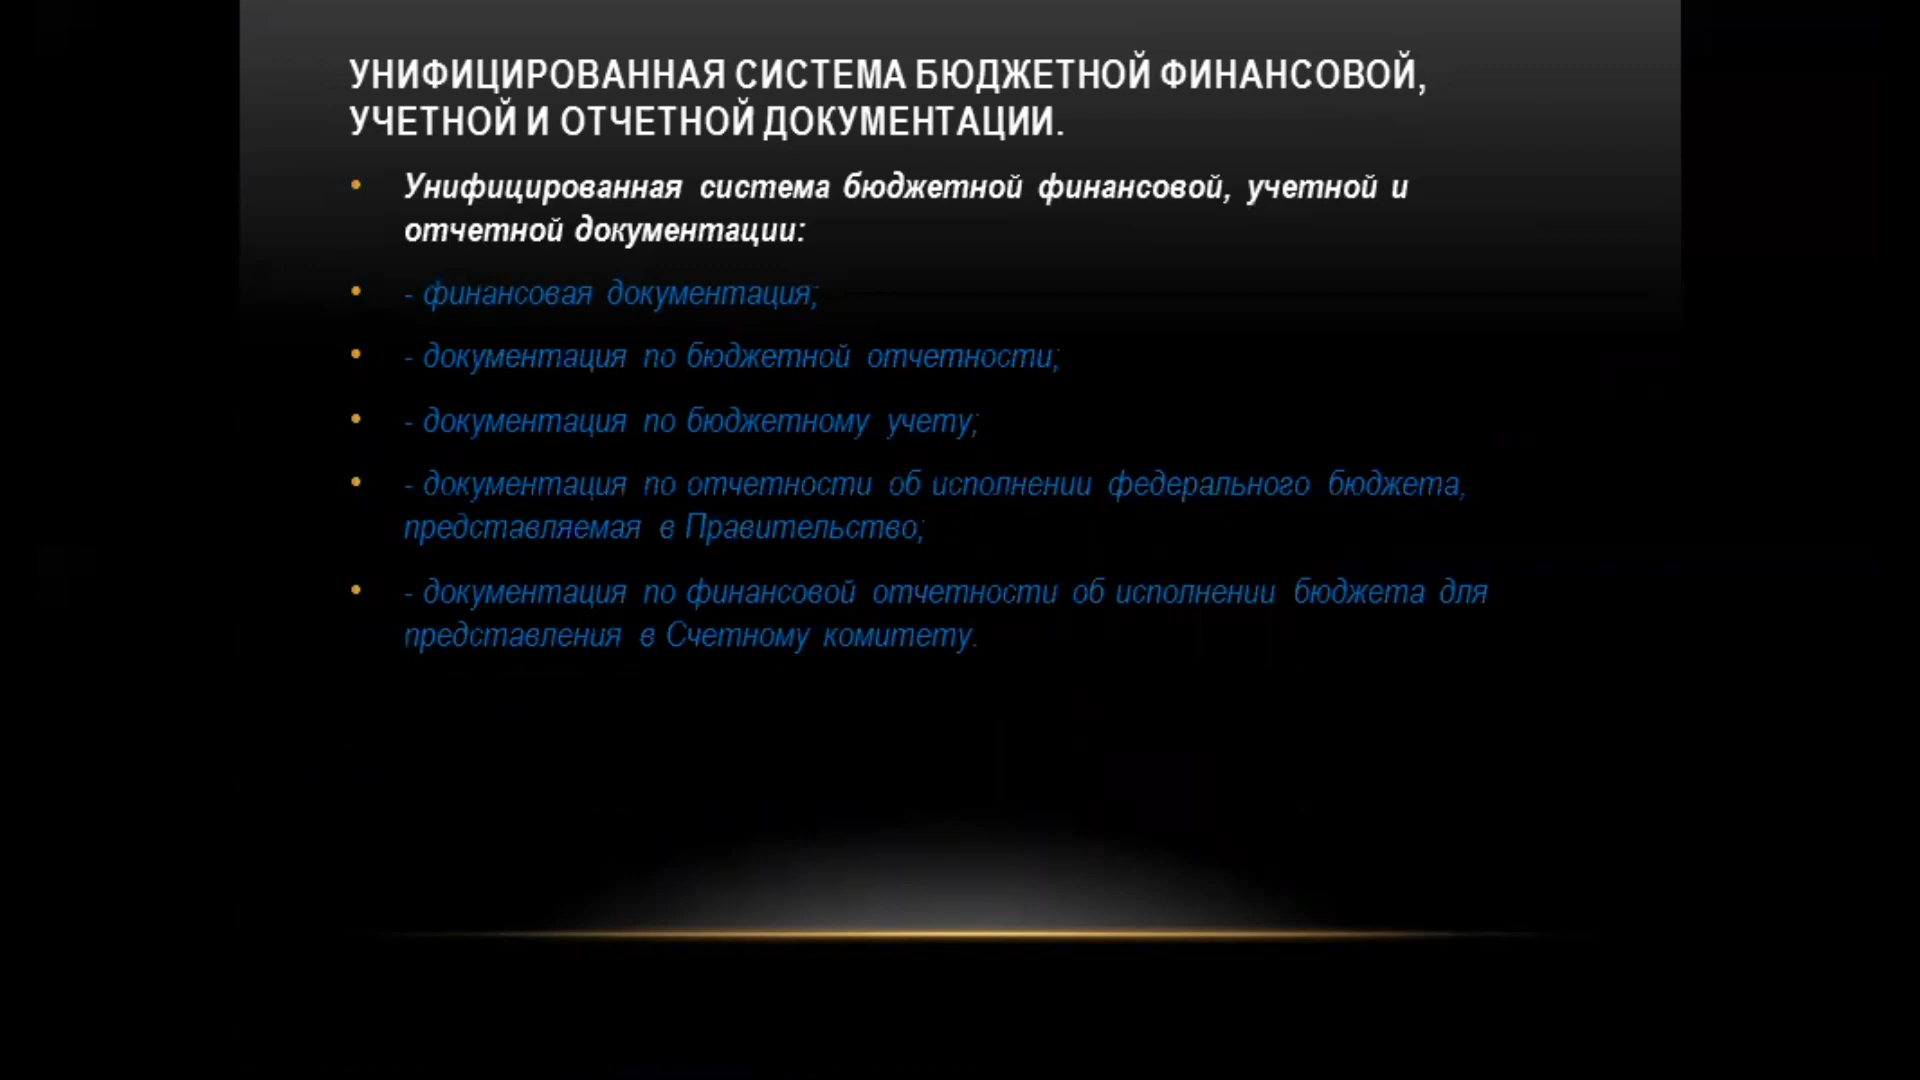 УНИФИЦИРОВАННАЯ СИСТЕМА БЮДЖЕТНОЙ ФИНАНСОВОЙ,
УЧЕТНОЙ И ОТЧЕТНОЙ ДОКУМЕНТАЦИИ.
• Унифицированная система бюджетной финансовой, учетной и
отчетной документации:
• - финансовая документация;
• - документация по бюджетной отчетности;
• - документация по бюджетному учету;
• - документация по отчетности об исполнении федерального бюджета,
представляемая в Правительство;
• - документация по финансовой отчетности об исполнении бюджета для
представления в Счетному комитету.